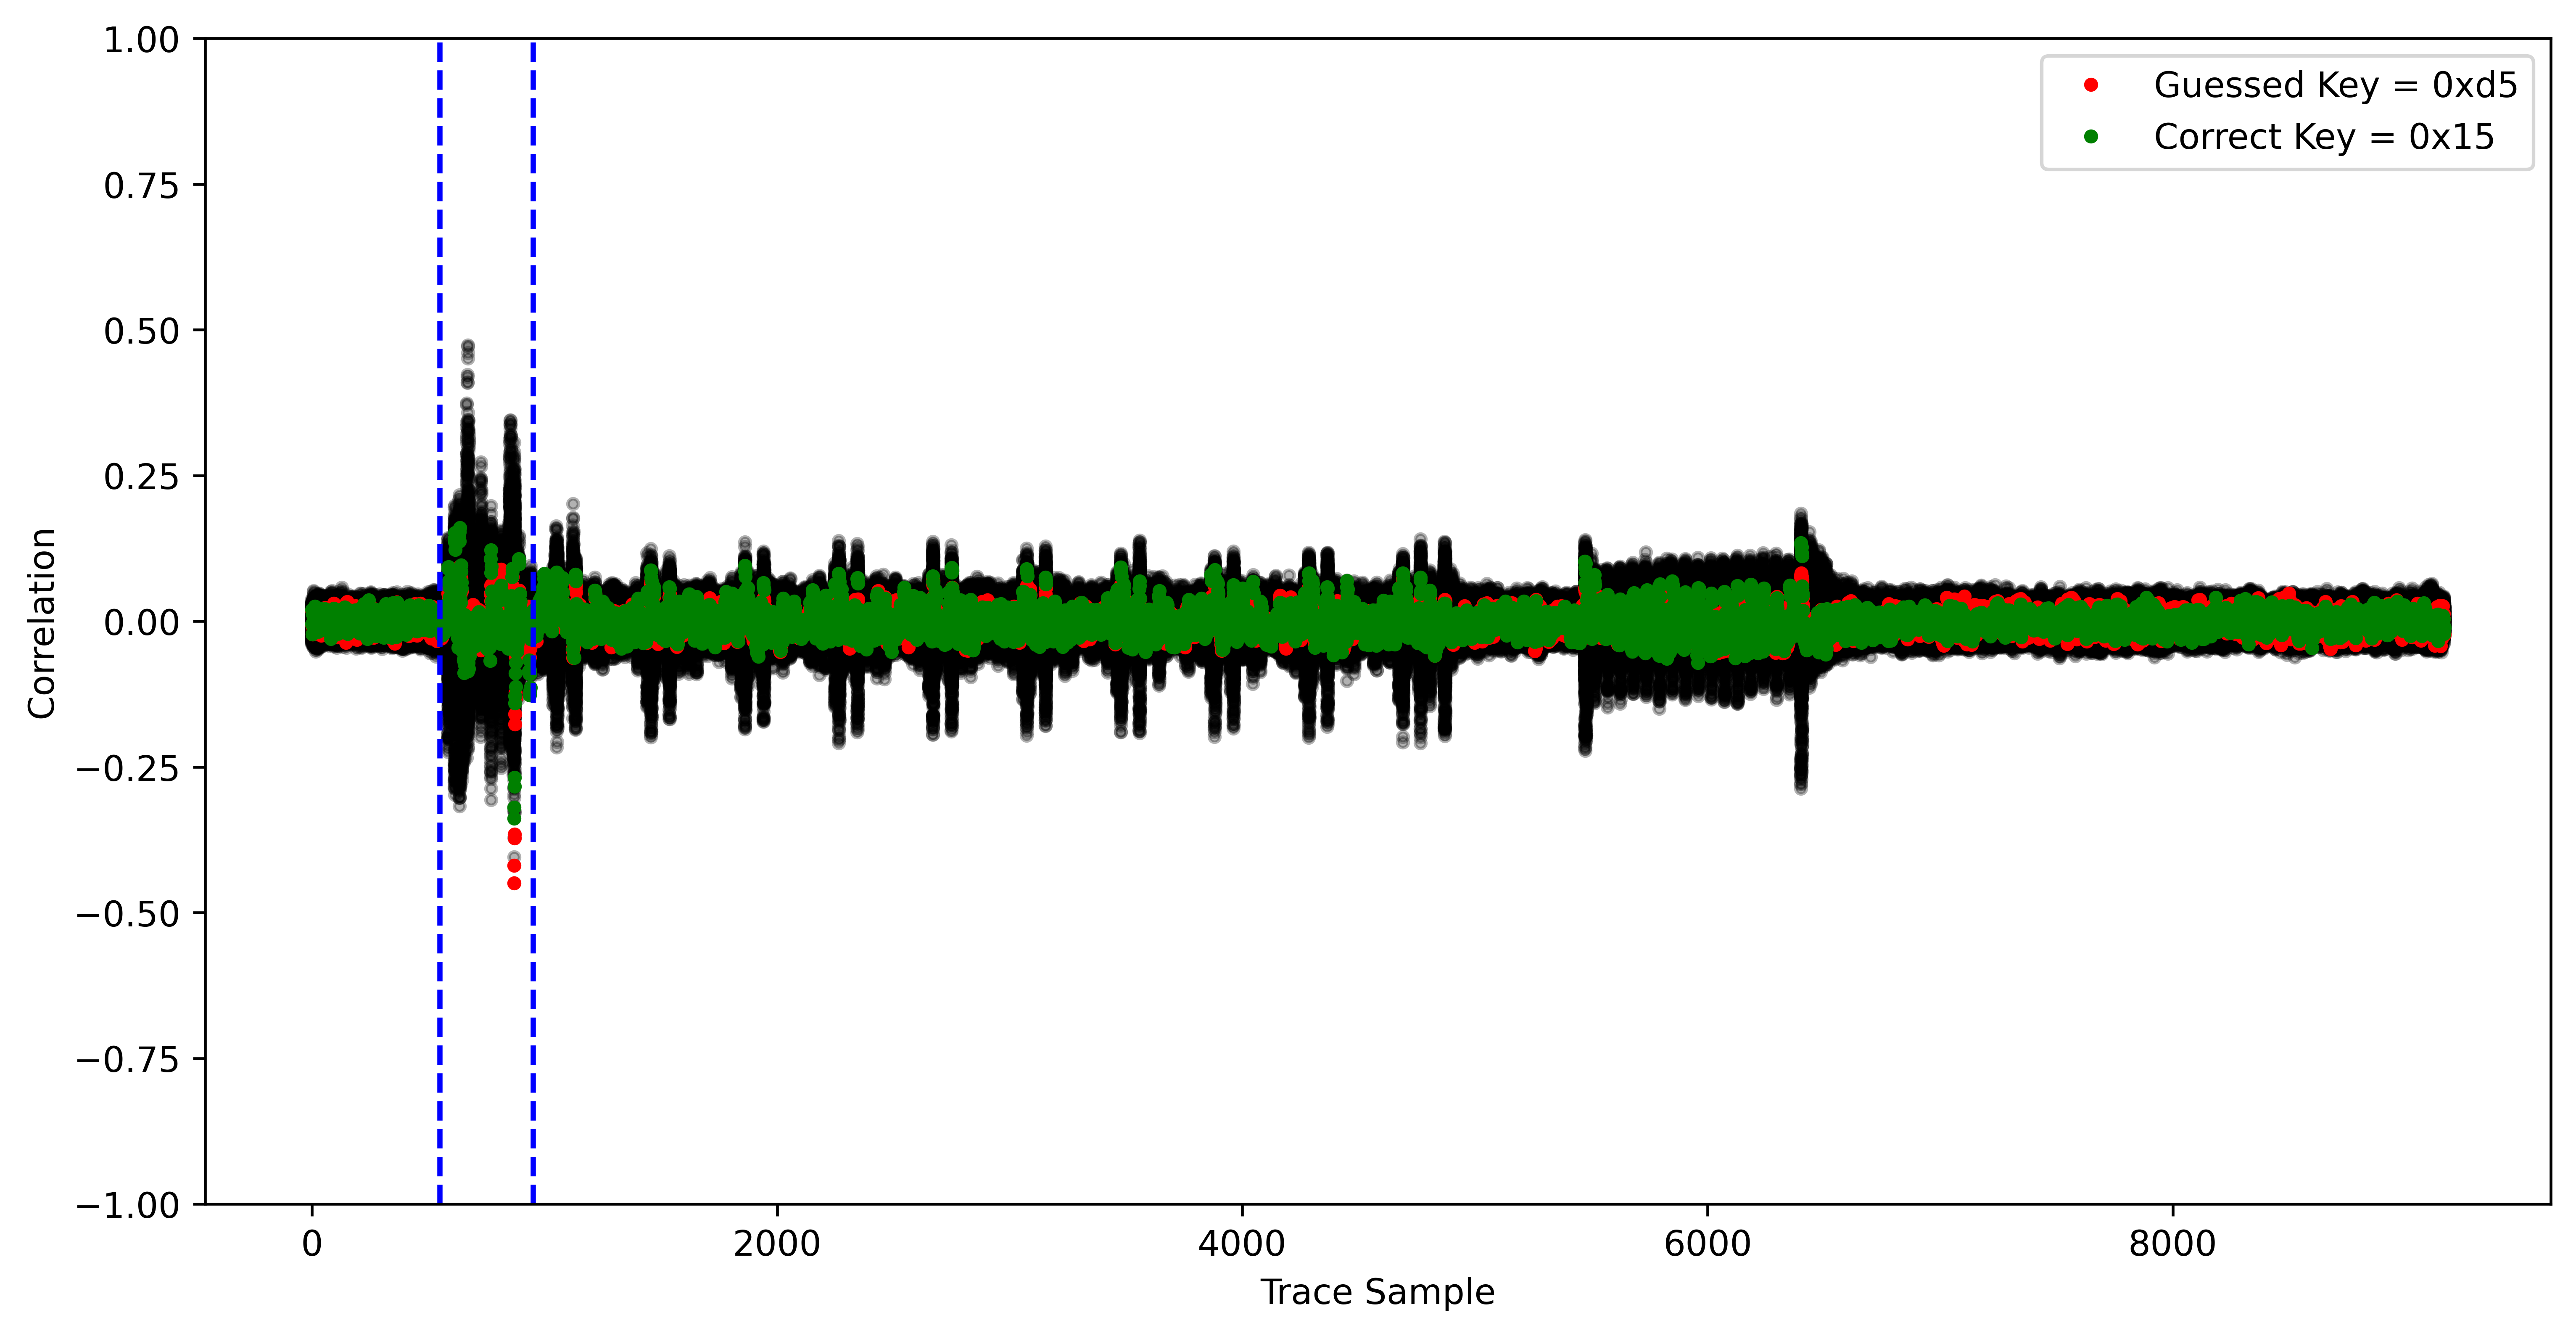 Guessed Key = 0xd5
Correct Key = 0x15
1.00
0.75
0.50
0.25
0.00
−0.25
−0.50
−0.75
−1.00
Correlation
0 2000 4000 6000 8000
Trace Sample